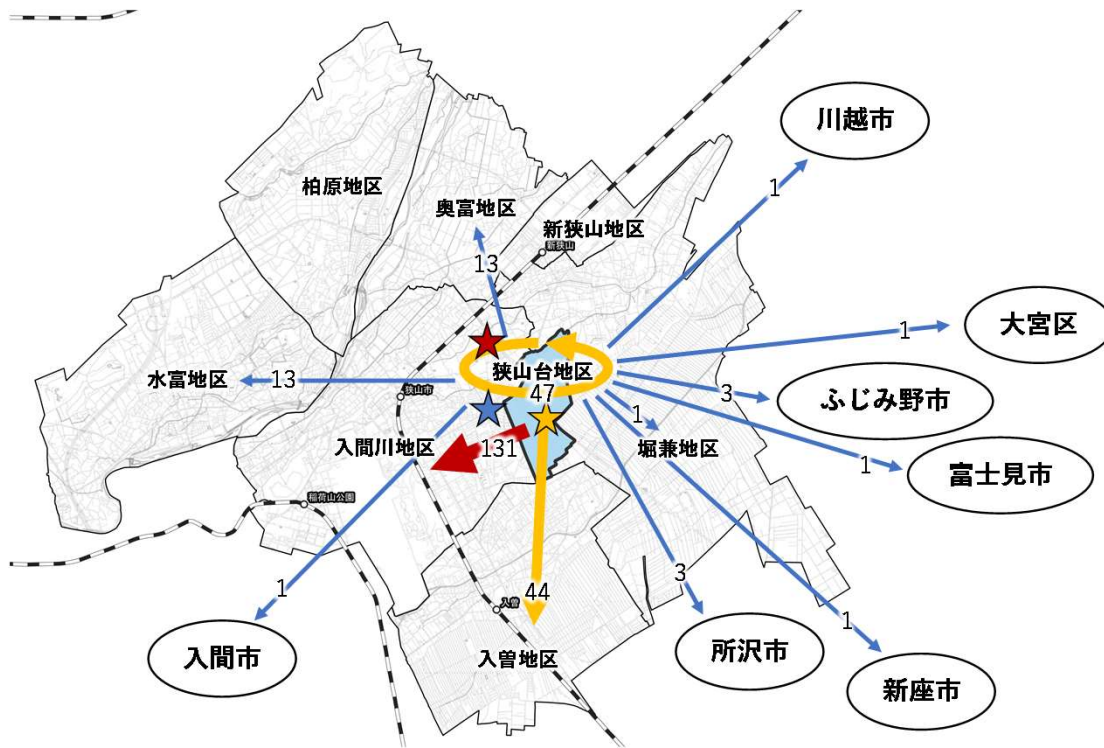 川越市
1
柏原地区
奥富地区
新狭山地区
新狭山
13
大宮区
1
水富地区
13
狭山台地区
狭山市
47
3
ふじみ野市
1
入間川地区
131
堀兼地区
1
富士見市
稲荷山公園
3
44
入曽
1
1
入間市
入曽地区
所沢市
新座市